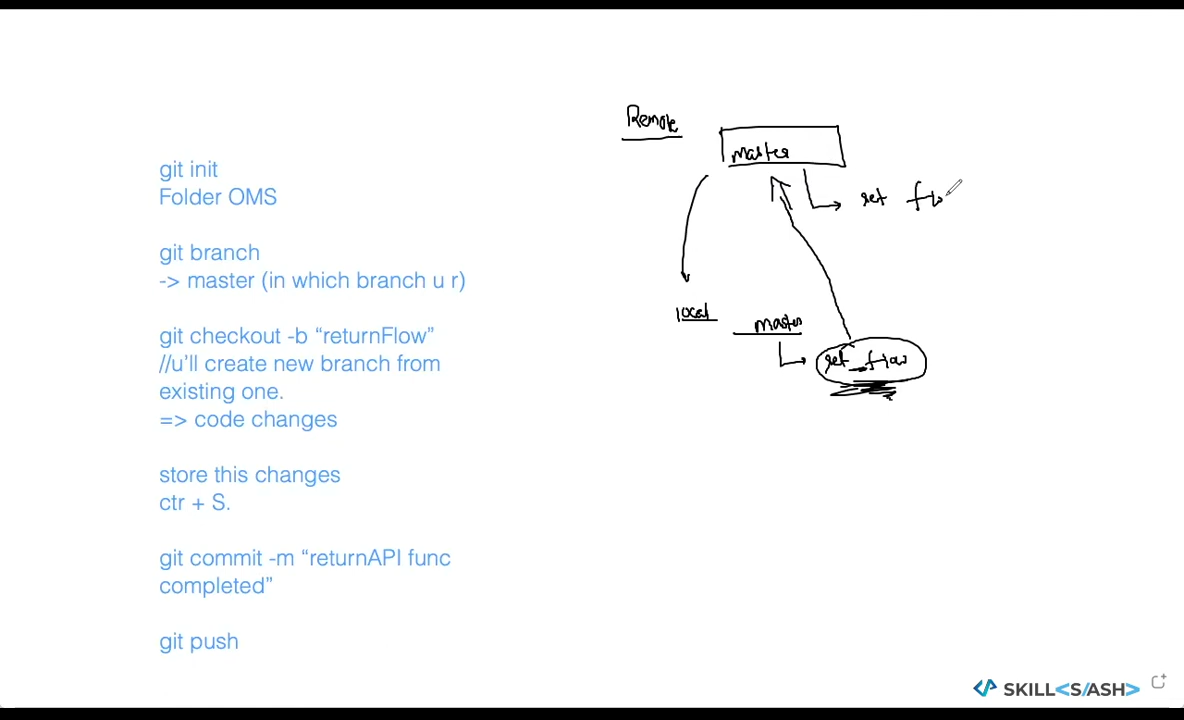 git init
Folder OMS
git branch
-> master (in which branch u r)
git checkout -b “returnFlow”
//u’ll create new branch from
existing one.
=> code changes
store this changes
ctr + S.
git commit -m “returnAPI func
completed”
git push
Remote
master
ret flo
local
master
ret_flow
SKILL<S/ASH>